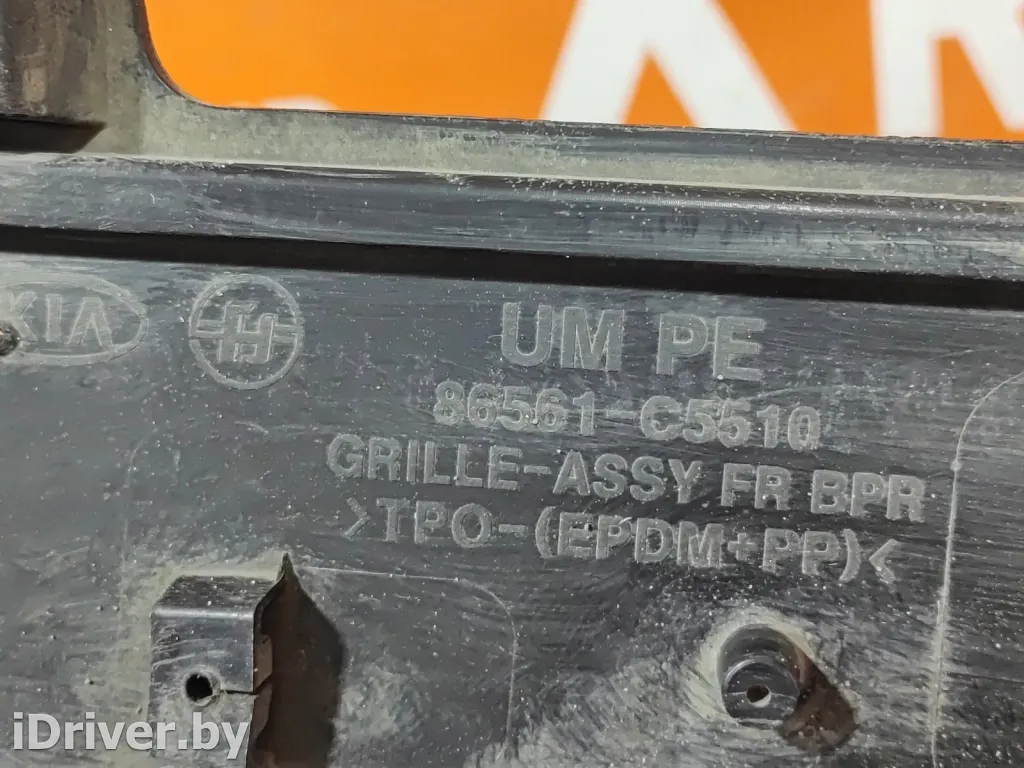 KIA
UM PE
86561-C5510
GRILLE-ASSY FR BPR
>TPO-(EPDM+PP)<
iDriver.by